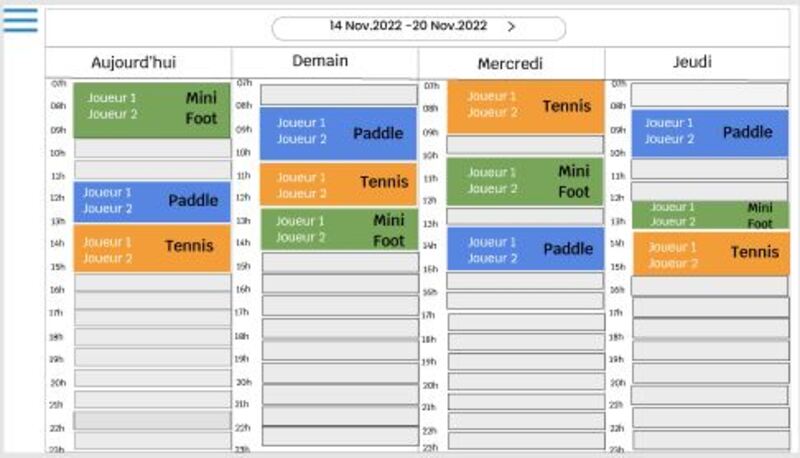 14 Nov.2022 -20 Nov.2022 >
Aujourd'hui
07h
08h
09h
10h
11h
12h
13h
14h
15h
16h
17h
18h
19h
20h
21h
22h
23h
Joueur 1
Joueur 2
Mini
Foot
Joueur 1
Joueur 2
Paddle
Joueur 1
Joueur 2
Tennis
Demain
07h
08h
09h
10h
11h
12h
13h
14h
15h
16h
17h
18h
19h
20h
21h
22h
23h
Joueur 1
Joueur 2
Paddle
Joueur 1
Joueur 2
Tennis
Joueur 1
Joueur 2
Mini
Foot
Mercredi
07h
08h
09h
10h
11h
12h
13h
14h
15h
16h
17h
18h
19h
20h
21h
22h
23h
Joueur 1
Joueur 2
Tennis
Joueur 1
Joueur 2
Mini
Foot
Joueur 1
Joueur 2
Paddle
Jeudi
07h
08h
09h
10h
11h
12h
13h
14h
15h
16h
17h
18h
19h
20h
21h
22h
23h
Joueur 1
Joueur 2
Paddle
Joueur 1
Joueur 2
Mini
Foot
Joueur 1
Joueur 2
Tennis